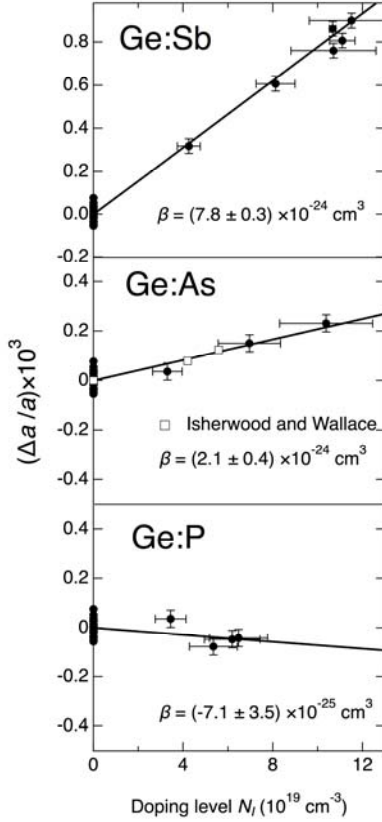 Ge:Sb
0.8
0.6
0.4
0.2
0.0
-0.2
β = (7.8 ± 0.3) ×10⁻²⁴ cm³
Ge:As
0.4
0.2
0
-0.2
-0.4
□ Isherwood and Wallace
β = (2.1 ± 0.4) ×10⁻²⁴ cm³
(Δa/a)×10³
Ge:P
0.4
0.2
0
-0.2
-0.4
β = (-7.1 ± 3.5) ×10⁻²⁵ cm³
0 4 8 12
Doping level N_I (10¹⁹ cm⁻³)